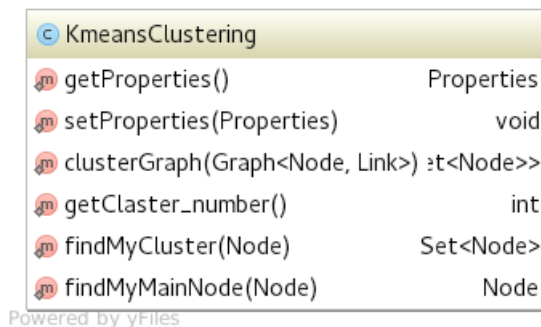 C KmeansClustering
m getProperties() Properties
m setProperties(Properties) void
m clusterGraph(Graph<Node, Link>) et<Node>>
m getClaster_number() int
m findMyCluster(Node) Set<Node>
m findMyMainNode(Node) Node
Powered by yFiles